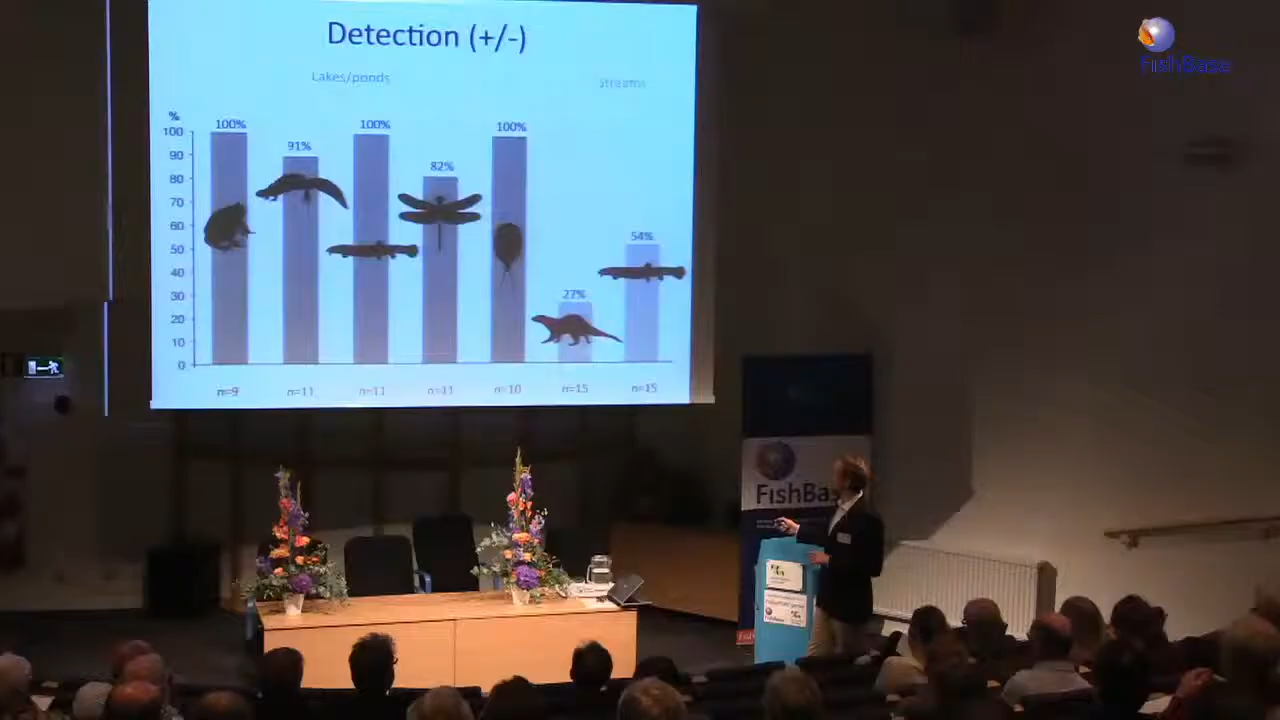 Detection (+/-)
Lakes/ponds
Streams
%
100
90
80
70
60
50
40
30
20
10
0
100%
91%
100%
82%
100%
27%
54%
n=9
n=11
n=11
n=11
n=10
n=15
n=15
FishBase
FishBas
FishBase